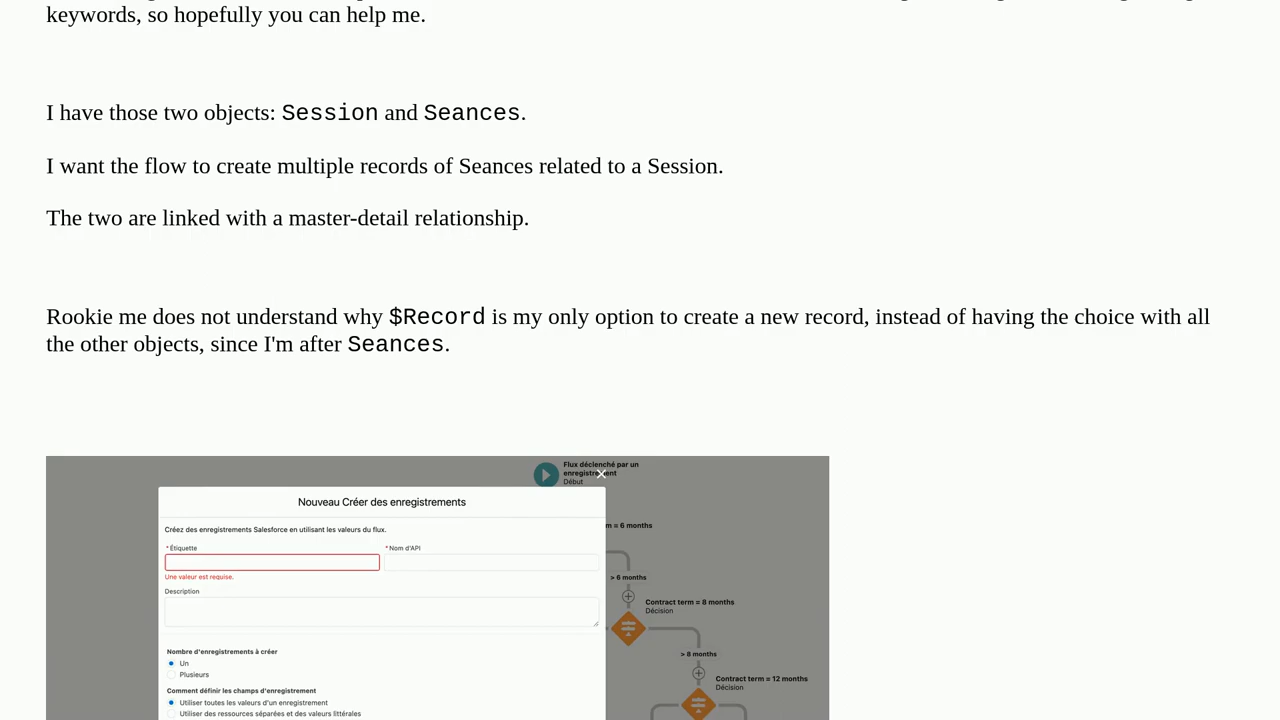 keywords, so hopefully you can help me.
I have those two objects: Session and Seances.
I want the flow to create multiple records of Seances related to a Session.
The two are linked with a master-detail relationship.
Rookie me does not understand why $Record is my only option to create a new record, instead of having the choice with all
the other objects, since I'm after Seances.
Flux déclenché par un
enregistrement
Début
Nouveau Créer des enregistrements
Créez des enregistrements Salesforce en utilisant les valeurs du flux.
m = 6 months
* Étiquette
* Nom d'API
Une valeur est requise.
> 6 months
Description
Contract term = 8 months
Décision
Nombre d'enregistrements à créer
> 8 months
Un
Plusieurs
Contract term = 12 months
Décision
Comment définir les champs d'enregistrement
Utiliser toutes les valeurs d'un enregistrement
Utiliser des ressources séparées et des valeurs littérales